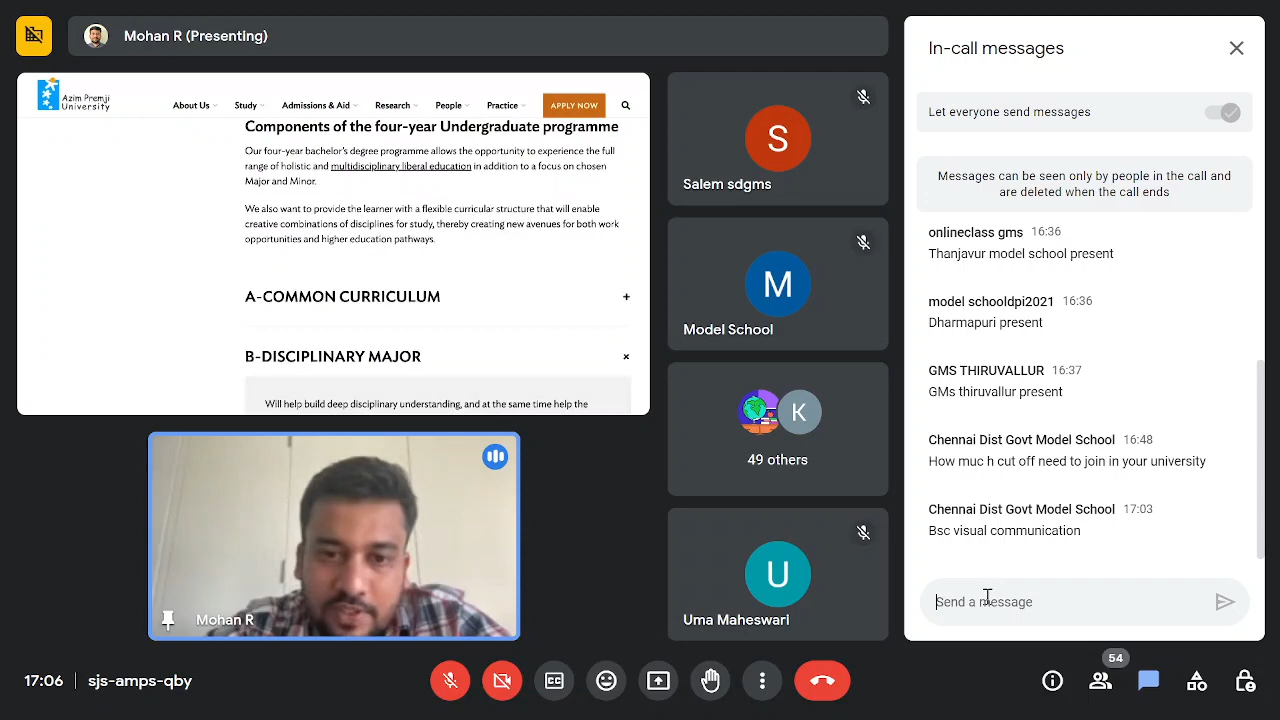 Mohan R (Presenting)
Azim Premji
University
About Us
Study
Admissions & Aid
Research
People
Practice
APPLY NOW
Components of the four-year Undergraduate programme
Our four-year bachelor's degree programme allows the opportunity to experience the full
range of holistic and multidisciplinary liberal education in addition to a focus on chosen
Major and Minor.
We also want to provide the learner with a flexible curricular structure that will enable
creative combinations of disciplines for study, thereby creating new avenues for both work
opportunities and higher education pathways.
A-COMMON CURRICULUM +
B-DISCIPLINARY MAJOR ×
Will help build deep disciplinary understanding, and at the same time help the
Mohan R
S
Salem sdgms
M
Model School
K
49 others
U
Uma Maheswari
In-call messages
Let everyone send messages
Messages can be seen only by people in the call and
are deleted when the call ends
onlineclass gms 16:36
Thanjavur model school present
model schooldpi2021 16:36
Dharmapuri present
GMS THIRUVALLUR 16:37
GMs thiruvallur present
Chennai Dist Govt Model School 16:48
How muc h cut off need to join in your university
Chennai Dist Govt Model School 17:03
Bsc visual communication
Send a message
17:06 | sjs-amps-qby
CC
54